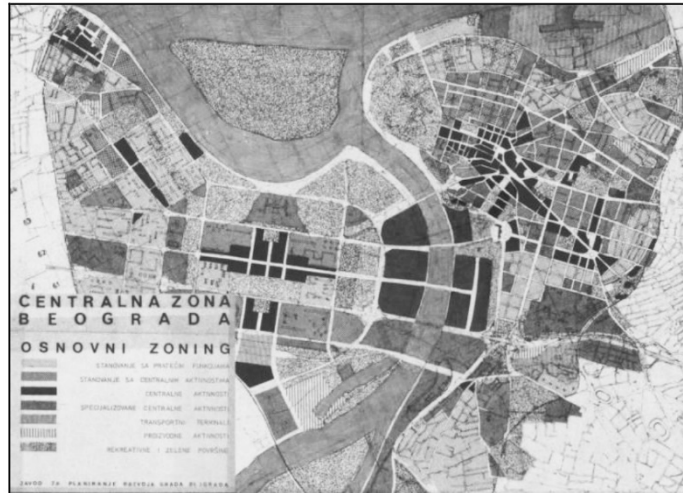 CENTRALNA ZONA
BEOGRADA
OSNOVNI ZONING
STANOVANJE SA PRATEĆIM FUNKCIJAMA
STANOVANJE SA CENTRALNIM AKTIVNOSTIMA
CENTRALNE AKTIVNOSTI
SPECIJALIZOVANE CENTRALNE AKTIVNOSTI
TRANSPORTNI TERMINALI
PROIZVODNE AKTIVNOSTI
REKREATIVNE I ZELENE POVRŠINE
ZAVOD ZA PLANIRANJE RAZVOJA GRADA BEOGRADA